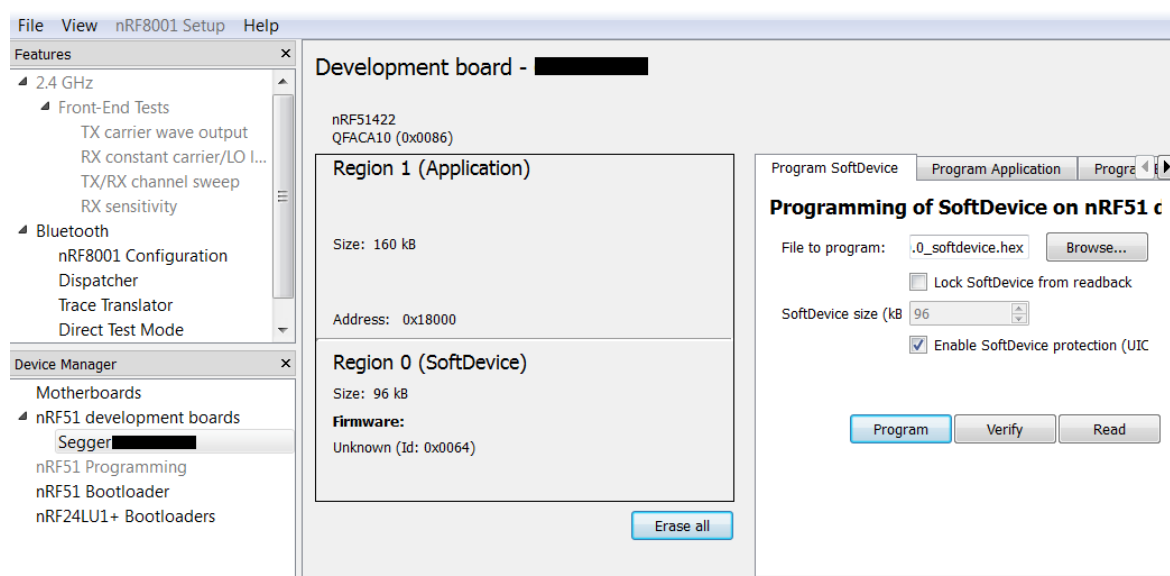 File View nRF8001 Setup Help
Features ×
2.4 GHz
Front-End Tests
TX carrier wave output
RX constant carrier/LO l...
TX/RX channel sweep
RX sensitivity
Bluetooth
nRF8001 Configuration
Dispatcher
Trace Translator
Direct Test Mode
Device Manager ×
Motherboards
nRF51 development boards
Segger
nRF51 Programming
nRF51 Bootloader
nRF24LU1+ Bootloaders
Development board -
nRF51422
QFACA10 (0x0086)
Region 1 (Application)
Size: 160 kB
Address: 0x18000
Region 0 (SoftDevice)
Size: 96 kB
Firmware:
Unknown (Id: 0x0064)
Erase all
Program SoftDevice Program Application Progra
Programming of SoftDevice on nRF51 d
File to program: .0_softdevice.hex Browse...
Lock SoftDevice from readback
SoftDevice size (kB 96
Enable SoftDevice protection (UIC
Program Verify Read